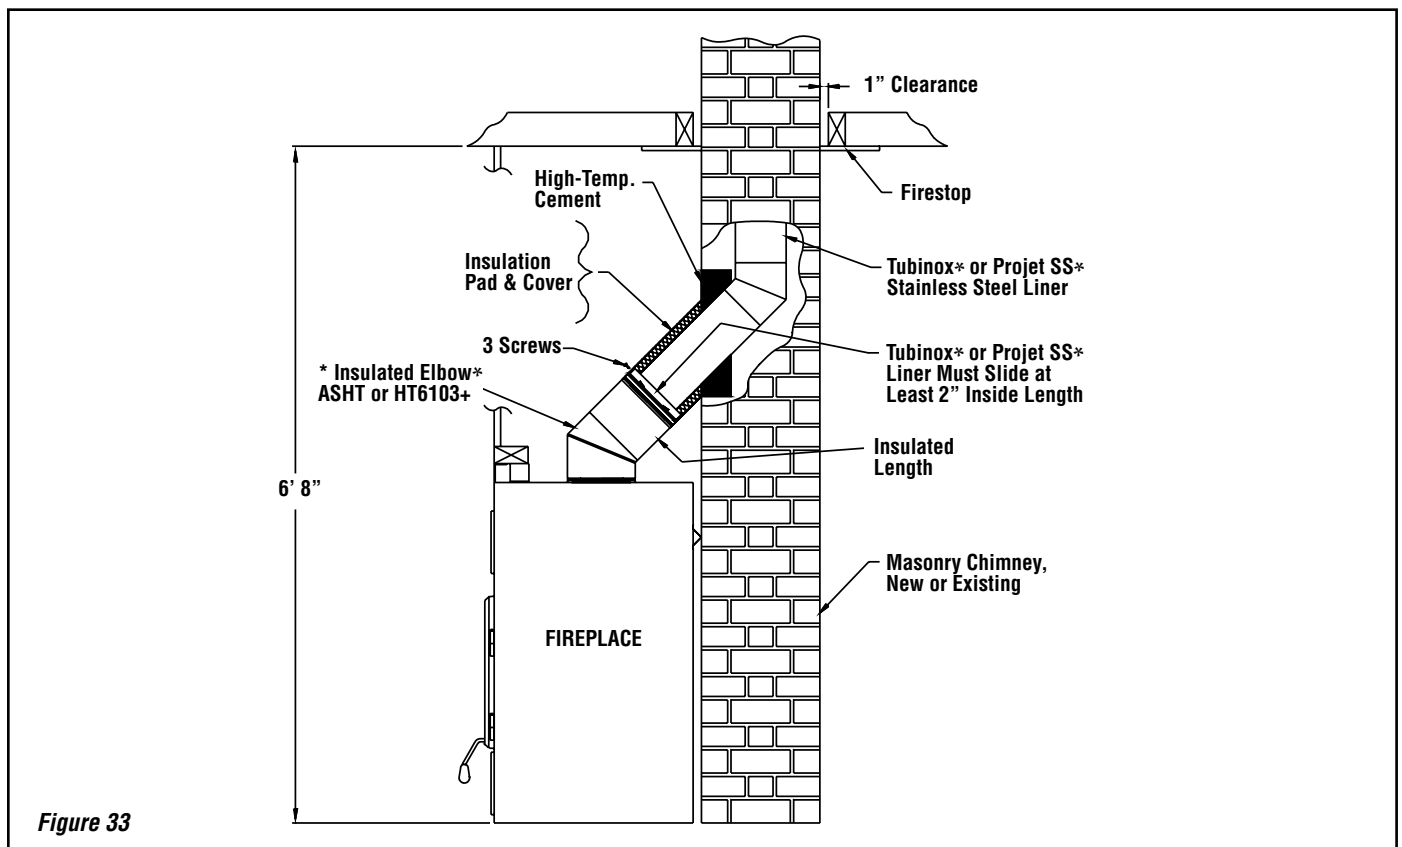 1” Clearance
High-Temp.
Cement
Firestop
Insulation
Pad & Cover
Tubinox* or Projet SS*
Stainless Steel Liner
3 Screws
Tubinox* or Projet SS*
Liner Must Slide at
Least 2” Inside Length
* Insulated Elbow*
ASHT or HT6103+
Insulated
Length
6’ 8”
Masonry Chimney,
New or Existing
FIREPLACE
Figure 33